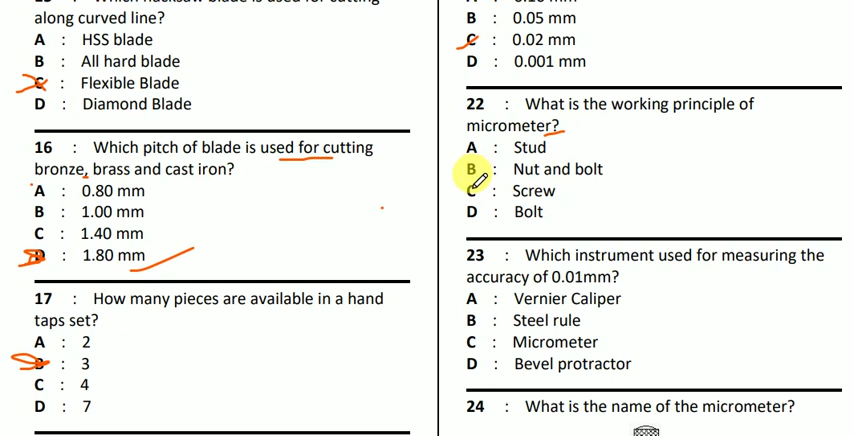 along curved line?
A : HSS blade
B : All hard blade
C : Flexible Blade
D : Diamond Blade
16 : Which pitch of blade is used for cutting
bronze, brass and cast iron?
A : 0.80 mm
B : 1.00 mm
C : 1.40 mm
D : 1.80 mm
17 : How many pieces are available in a hand
taps set?
A : 2
B : 3
C : 4
D : 7
B : 0.05 mm
C : 0.02 mm
D : 0.001 mm
22 : What is the working principle of
micrometer?
A : Stud
B : Nut and bolt
C : Screw
D : Bolt
23 : Which instrument used for measuring the
accuracy of 0.01mm?
A : Vernier Caliper
B : Steel rule
C : Micrometer
D : Bevel protractor
24 : What is the name of the micrometer?